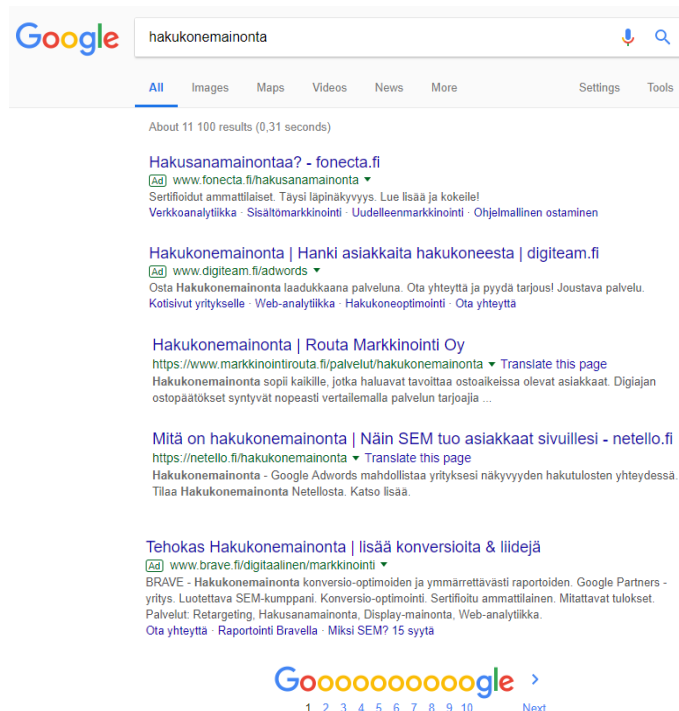 Google
hakukonemainonta
All Images Maps Videos News More Settings Tools
About 11 100 results (0,31 seconds)
Hakusanamainontaa? - fonecta.fi
Ad www.fonecta.fi/hakusanamainonta
Sertifioidut ammattilaiset. Täysi läpinäkyvyys. Lue lisää ja kokeile!
Verkkoanalytiikka · Sisältömarkkinointi · Uudelleenmarkkinointi · Ohjelmallinen ostaminen
Hakukonemainonta | Hanki asiakkaita hakukoneesta | digiteam.fi
Ad www.digiteam.fi/adwords
Osta Hakukonemainonta laadukkaana palveluna. Ota yhteyttä ja pyydä tarjous! Joustava palvelu.
Kotisivut yritykselle · Web-analytiikka · Hakukoneoptimointi · Ota yhteyttä
Hakukonemainonta | Routa Markkinointi Oy
https://www.markkinointirouta.fi/palvelut/hakukonemainonta Translate this page
Hakukonemainonta sopii kaikille, jotka haluavat tavoittaa ostoaikeissa olevat asiakkaat. Digiajan
ostopäätökset syntyvät nopeasti vertailemalla palvelun tarjoajia ...
Mitä on hakukonemainonta | Näin SEM tuo asiakkaat sivuillesi - netello.fi
https://netello.fi/hakukonemainonta Translate this page
Hakukonemainonta - Google Adwords mahdollistaa yrityksesi näkyvyyden hakutulosten yhteydessä.
Tilaa Hakukonemainonta Netellosta. Katso lisää.
Tehokas Hakukonemainonta | lisää konversioita & liidejä
Ad www.brave.fi/digitaalinen/markkinointi
BRAVE - Hakukonemainonta konversio-optimoiden ja ymmärrettävästi raportoiden. Google Partners -
yritys. Luotettava SEM-kumppani. Konversio-optimointi. Sertifioitu ammattilainen. Mitattavat tulokset.
Palvelut: Retargeting, Hakusanamainonta, Display-mainonta, Web-analytiikka.
Ota yhteyttä · Raportointi Bravella · Miksi SEM? 15 syytä
Goooooooooogle >
1 2 3 4 5 6 7 8 9 10 Next